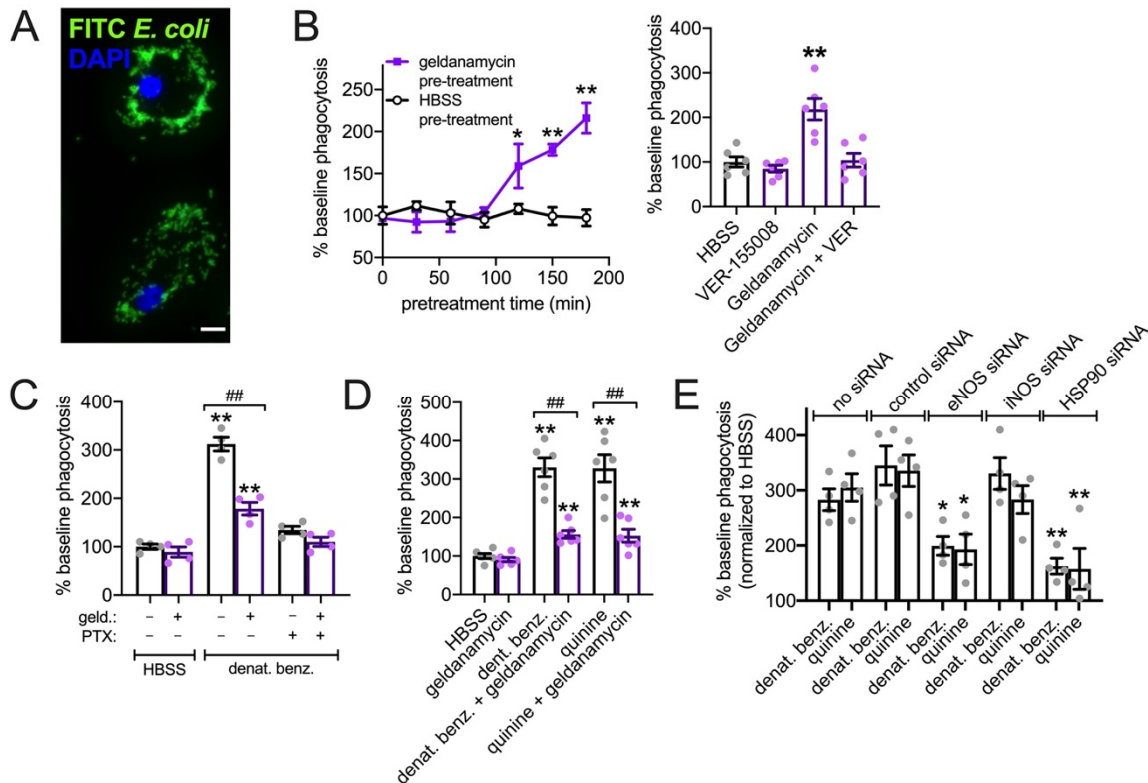 A
FITC E. coli
DAPI
B
% baseline phagocytosis
250
200
150
100
50
0
50
100
150
200
pretreatment time (min)
geldanamycin
pre-treatment
HBSS
pre-treatment
*
**
**
% baseline phagocytosis
400
300
200
100
0
**
HBSS
VER-155008
Geldanamycin
Geldanamycin + VER
C
% baseline phagocytosis
400
300
200
100
0
##
**
**
geld.: – + – + – +
PTX: – – – – + +
HBSS
denat. benz.
D
% baseline phagocytosis
500
400
300
200
100
0
##
##
**
**
**
**
HBSS
geldanamycin
dent. benz.
denat. benz. + geldanamycin
quinine
quinine + geldanamycin
E
% baseline phagocytosis
(normalized to HBSS)
400
300
200
100
no siRNA
control siRNA
eNOS siRNA
iNOS siRNA
HSP90 siRNA
*
*
**
**
denat. benz.
quinine
denat. benz.
quinine
denat. benz.
quinine
denat. benz.
quinine
denat. benz.
quinine